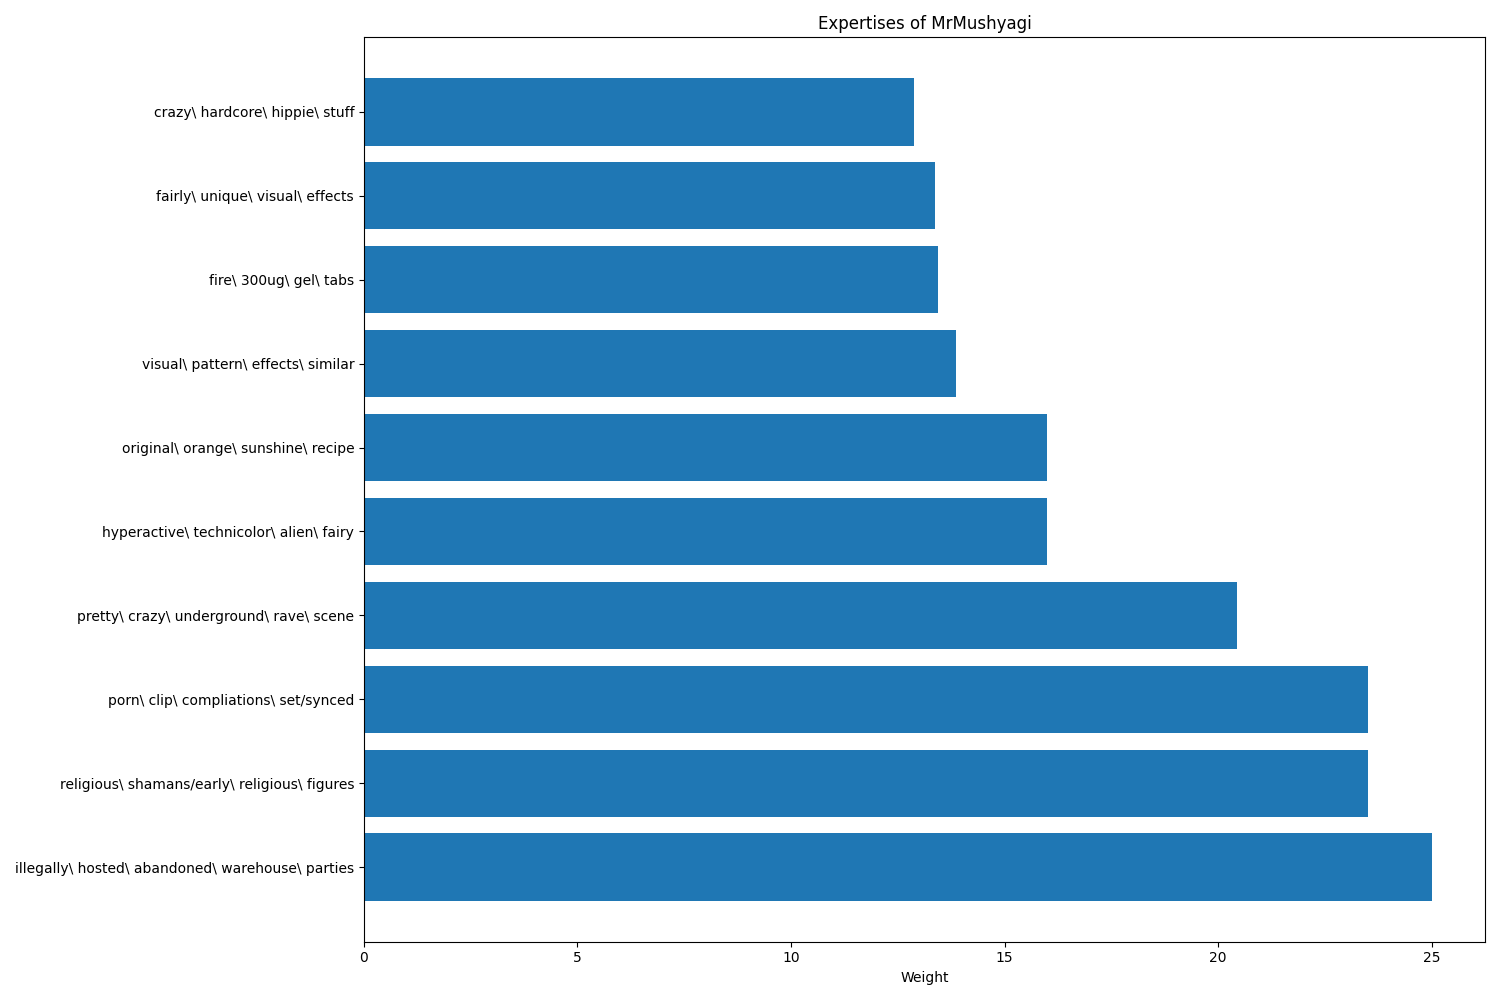 Expertises of MrMushyagi
crazy\ hardcore\ hippie\ stuff
fairly\ unique\ visual\ effects
fire\ 300ug\ gel\ tabs
visual\ pattern\ effects\ similar
original\ orange\ sunshine\ recipe
hyperactive\ technicolor\ alien\ fairy
pretty\ crazy\ underground\ rave\ scene
porn\ clip\ compliations\ set/synced
religious\ shamans/early\ religious\ figures
illegally\ hosted\ abandoned\ warehouse\ parties
0 5 10 15 20 25
Weight